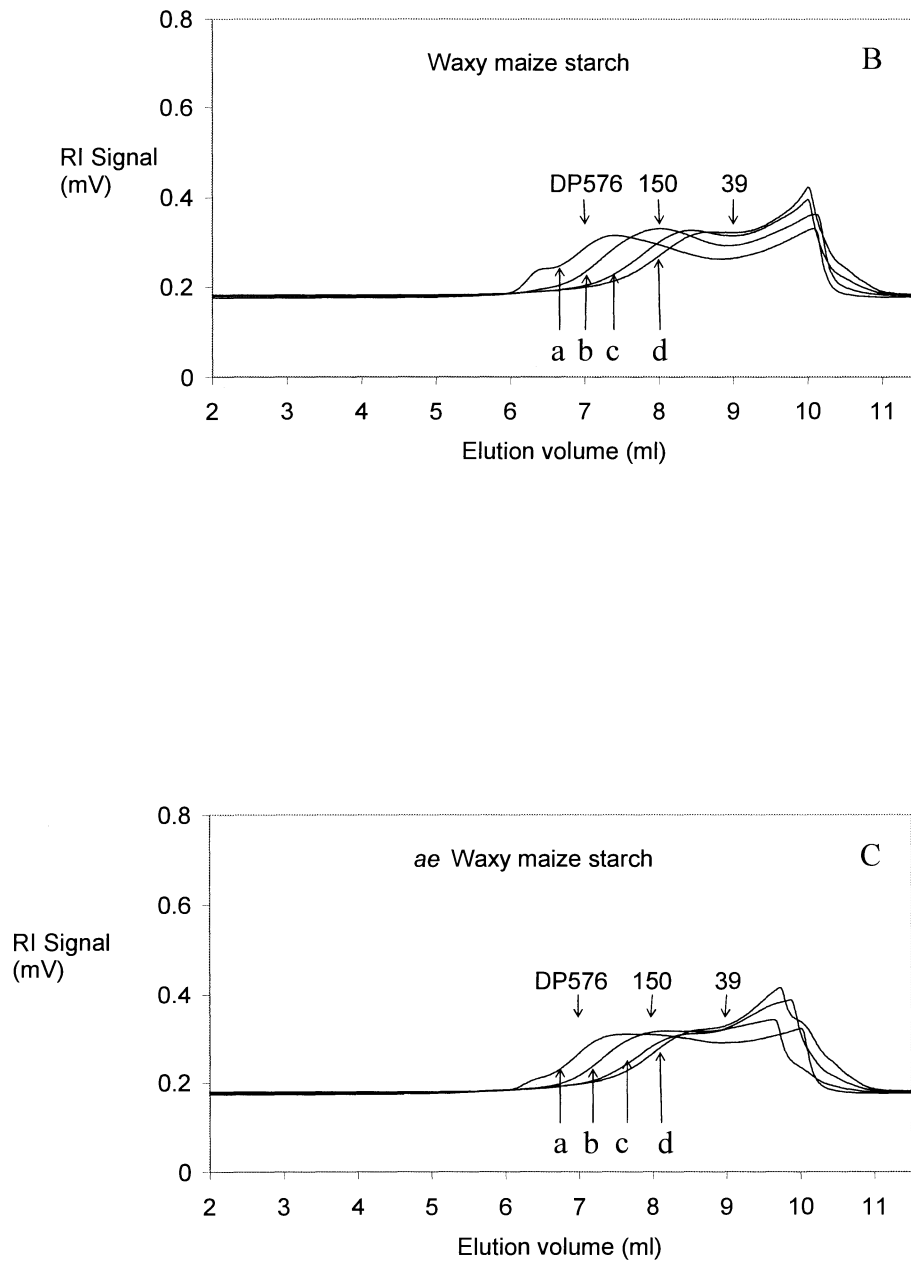 0.8
Waxy maize starch B
0.6
RI Signal
(mV)
DP576 150 39
0.4
0.2
a b c d
0
2 3 4 5 6 7 8 9 10 11
Elution volume (ml)
0.8
ae Waxy maize starch C
0.6
RI Signal
(mV)
DP576 150 39
0.4
0.2
a b c d
0
2 3 4 5 6 7 8 9 10 11
Elution volume (ml)